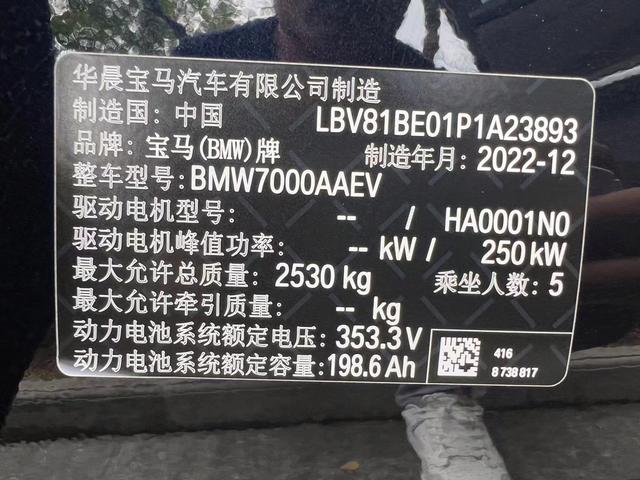 华晨宝马汽车有限公司制造
制造国：中国 LBV81BE01P1A23893
品牌：宝马(BMW)牌 制造年月：2022-12
整车型号：BMW7000AAEV
驱动电机型号： -- / HA0001N0
驱动电机峰值功率： -- kW / 250 kW
最大允许总质量：2530 kg 乘坐人数：5
最大允许牵引质量： -- kg
动力电池系统额定电压：353.3 V
动力电池系统额定容量：198.6 Ah
416
8 738 817